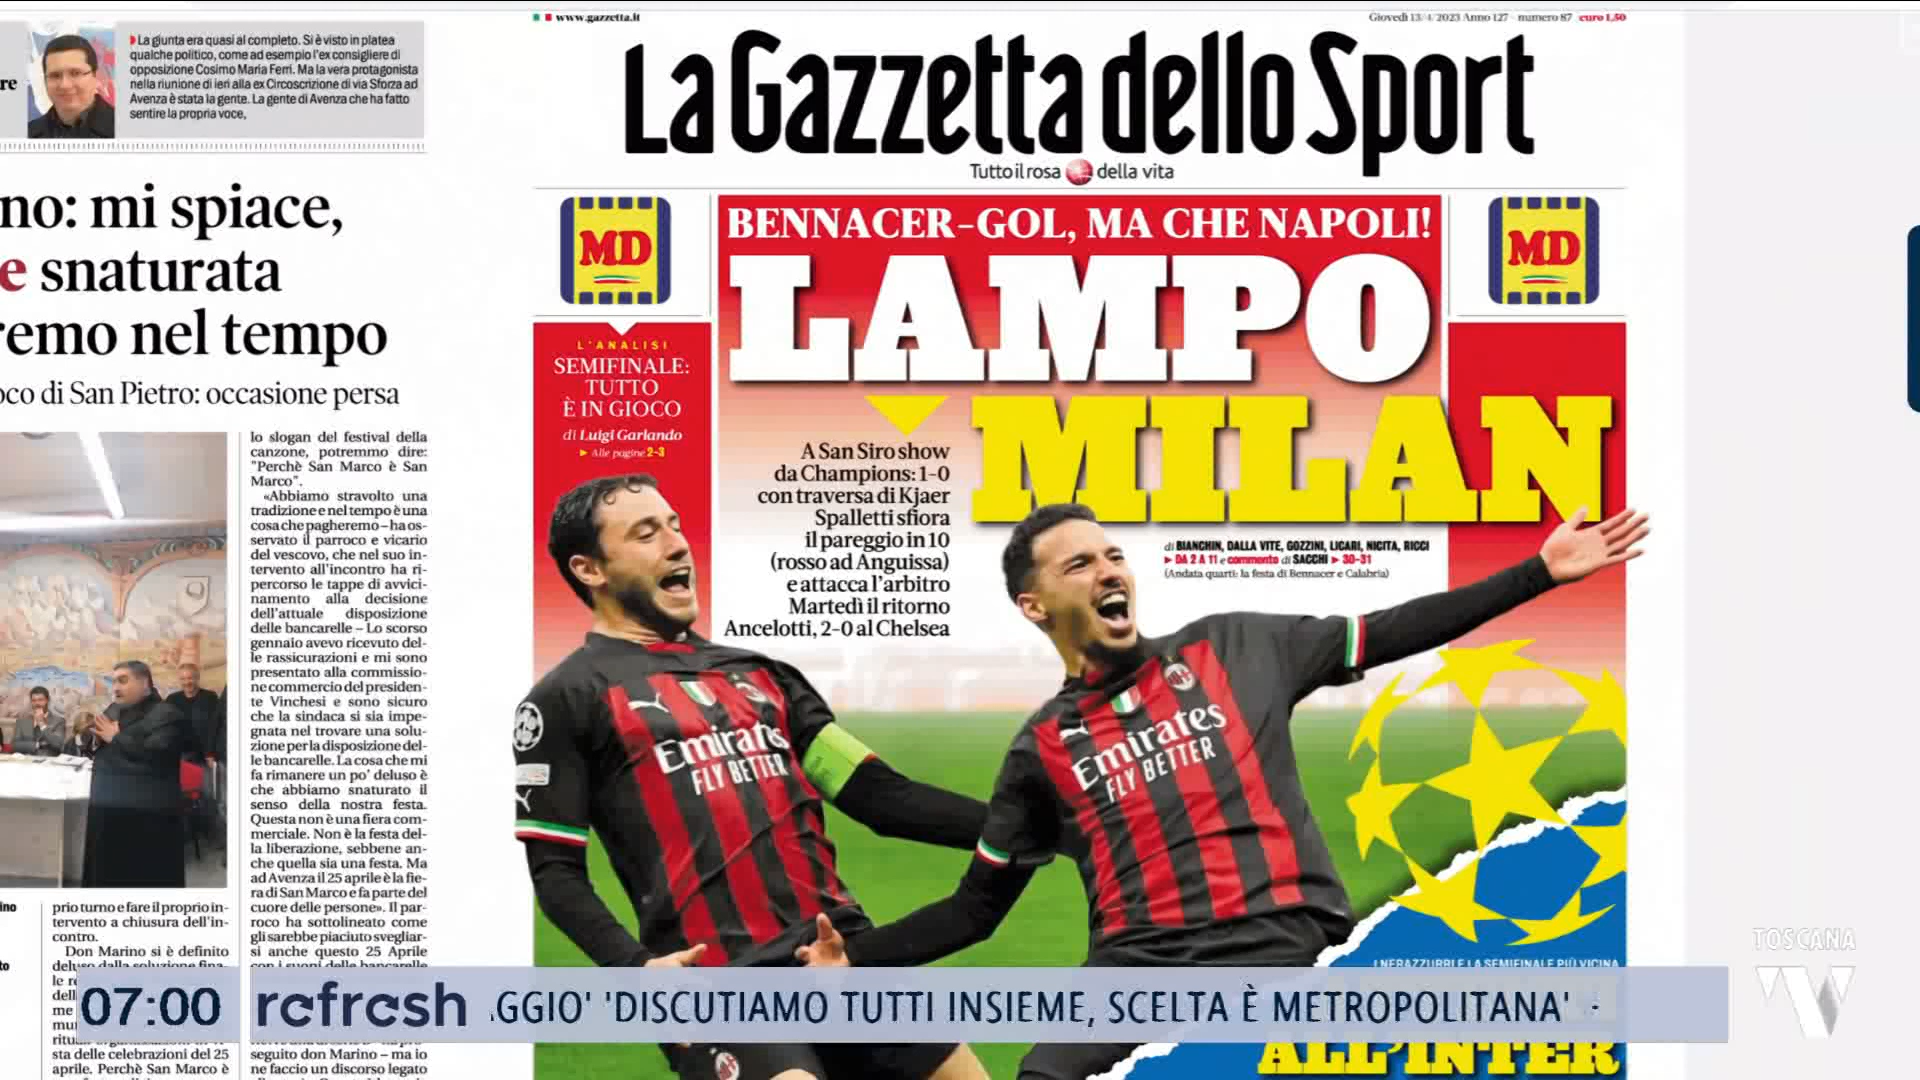 re
La giunta era quasi al completo. Si è visto in platea
qualche politico, come ad esempio l'ex consigliere di
opposizione Cosimo Maria Ferri. Ma la vera protagonista
nella riunione di ieri alla ex Circoscrizione di via Sforza ad
Avenza è stata la gente. La gente di Avenza che ha fatto
sentire la propria voce,
no: mi spiace,
e snaturata
remo nel tempo
oco di San Pietro: occasione persa
lo slogan del festival della
canzone, potremmo dire:
"Perchè San Marco è San
Marco".
«Abbiamo stravolto una
tradizione e nel tempo è una
cosa che pagheremo – ha os-
servato il parroco e vicario
del vescovo, che nel suo in-
tervento all'incontro ha ri-
percorso le tappe di avvici-
namento alla decisione
dell'attuale disposizione
delle bancarelle – Lo scorso
gennaio avevo ricevuto del-
le rassicurazioni e mi sono
presentato alla commissio-
ne commercio del presiden-
te Vinchesi e sono sicuro
che la sindaca si sia impe-
gnata nel trovare una solu-
zione per la disposizione del-
le bancarelle. La cosa che mi
fa rimanere un po' deluso è
che abbiamo snaturato il
senso della nostra festa.
Questa non è una fiera com-
merciale. Non è la festa del-
la liberazione, sebbene an-
che quella sia una festa. Ma
ad Avenza il 25 aprile è la fie-
ra di San Marco e fa parte del
cuore delle persone». Il par-
roco ha sottolineato come
gli sarebbe piaciuto svegliar-
si anche questo 25 Aprile
con i suoni delle bancarelle
seguito don Marino – ma io
ne faccio un discorso legato
ino
to
prio turno e fare il proprio in-
tervento a chiusura dell'in-
contro.
Don Marino si è definito
deluso dalla soluzione fina-
sta delle celebrazioni del 25
aprile. Perchè San Marco è
www.gazzetta.it
Giovedì 13/4/2023 Anno 127 - numero 87 euro 1,50
La Gazzetta dello Sport
Tutto il rosa della vita
MD
BENNACER-GOL, MA CHE NAPOLI!
MD
LAMPO
MILAN
L'ANALISI
SEMIFINALE:
TUTTO
È IN GIOCO
di Luigi Garlando
Alle pagine 2-3
A San Siro show
da Champions: 1-0
con traversa di Kjaer
Spalletti sfiora
il pareggio in 10
(rosso ad Anguissa)
e attacca l'arbitro
Martedì il ritorno
Ancelotti, 2-0 al Chelsea
di BIANCHIN, DALLA VITE, GOZZINI, LICARI, NICITA, RICCI
DA 2 A 11 e commento di SACCHI 30-31
(Andata quarti: la festa di Bennacer e Calabria)
Emirates
FLY BETTER
Emirates
FLY BETTER
I NERAZZURRI E LA SEMIFINALE PIÙ VICINA
ALL'INTER
TOSCANA
TV
07:00 refresh
GGIO' 'DISCUTIAMO TUTTI INSIEME, SCELTA È METROPOLITANA' -